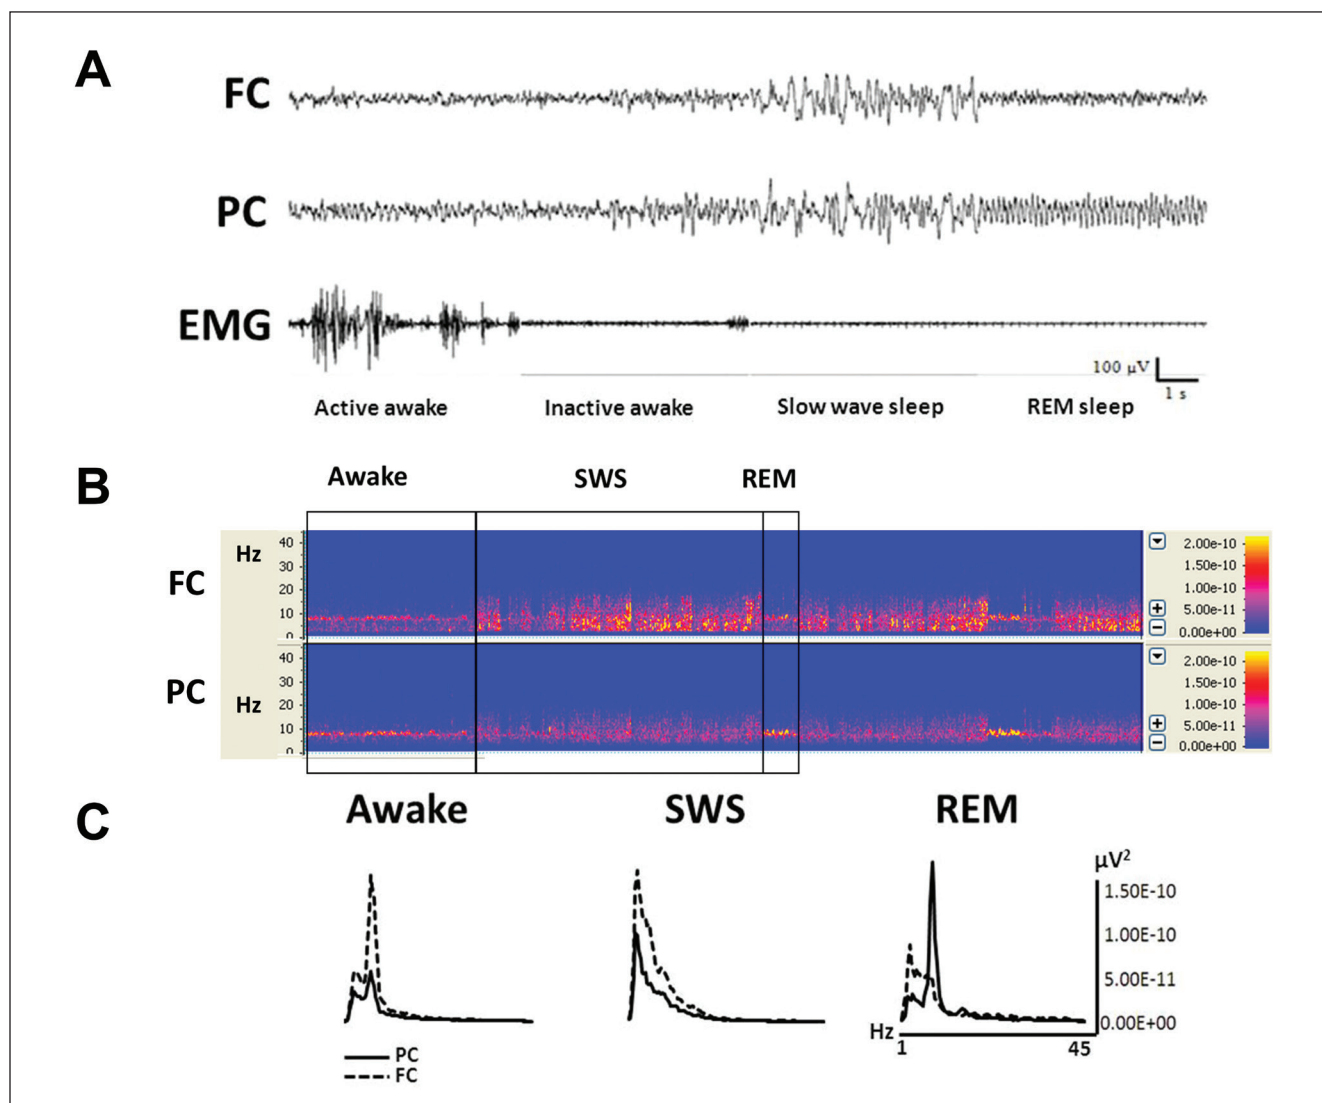 A
FC
PC
EMG
100 µV
1 s
Active awake
Inactive awake
Slow wave sleep
REM sleep
B
Awake
SWS
REM
FC
Hz
40
30
20
10
0
2.00e-10
1.50e-10
1.00e-10
5.00e-11
0.00e+00
PC
Hz
40
30
20
10
0
2.00e-10
1.50e-10
1.00e-10
5.00e-11
0.00e+00
C
Awake
SWS
REM
µV²
1.50E-10
1.00E-10
5.00E-11
0.00E+00
Hz
1
45
PC
FC